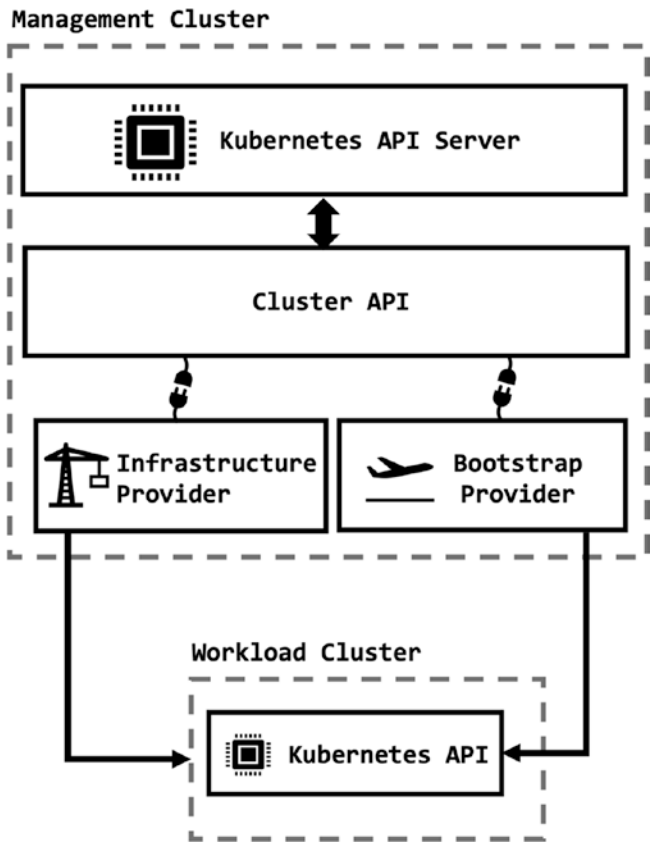 Management Cluster
Kubernetes API Server
Cluster API
Infrastructure
Provider
Bootstrap
Provider
Workload Cluster
Kubernetes API